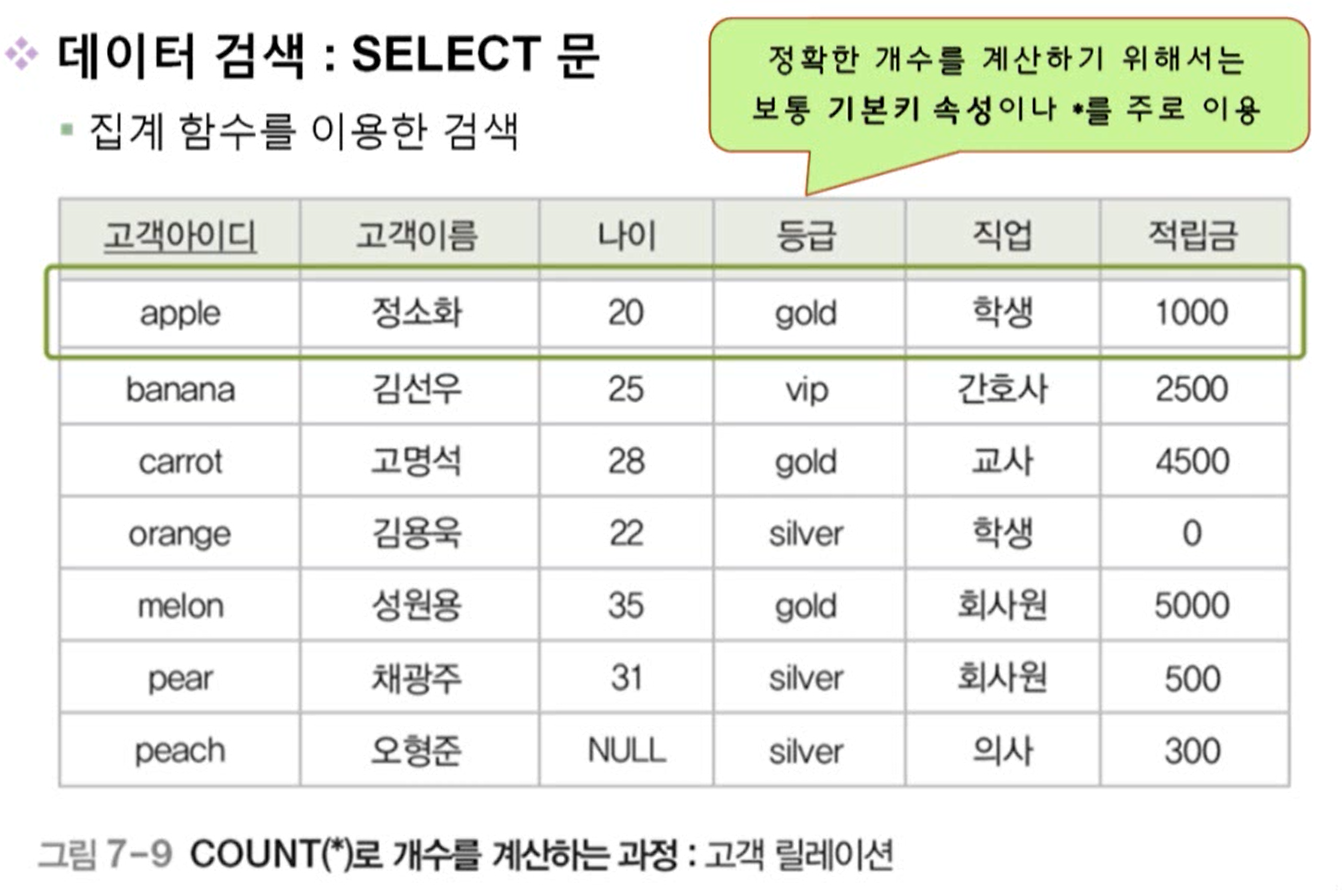 데이터 검색 : SELECT 문
집계 함수를 이용한 검색
정확한 개수를 계산하기 위해서는
보통 기본키 속성이나 *를 주로 이용
고객아이디 고객이름 나이 등급 직업 적립금
apple 정소화 20 gold 학생 1000
banana 김선우 25 vip 간호사 2500
carrot 고명석 28 gold 교사 4500
orange 김용욱 22 silver 학생 0
melon 성원용 35 gold 회사원 5000
pear 채광주 31 silver 회사원 500
peach 오형준 NULL silver 의사 300
그림 7-9 COUNT(*)로 개수를 계산하는 과정 : 고객 릴레이션